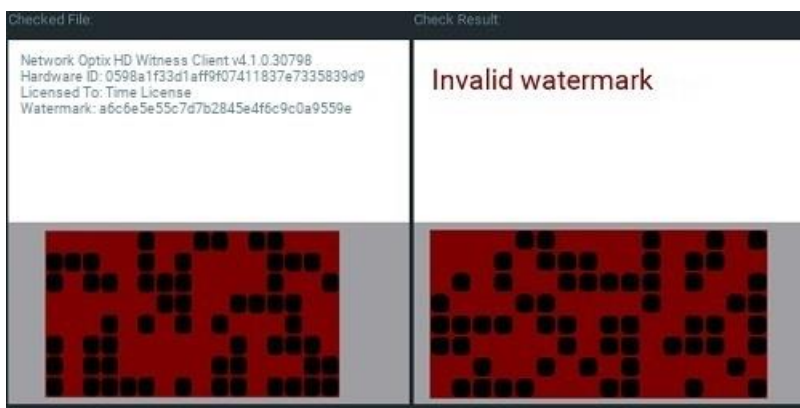 Checked File:
Check Result
Network Optix HD Witness Client v4.1.0.30798
Hardware ID: 0598a1f33d1aff9f07411837e7335839d9
Licensed To: Time License
Watermark: a6c6e5e55c7d7b2845e4f6c9c0a9559e
Invalid watermark